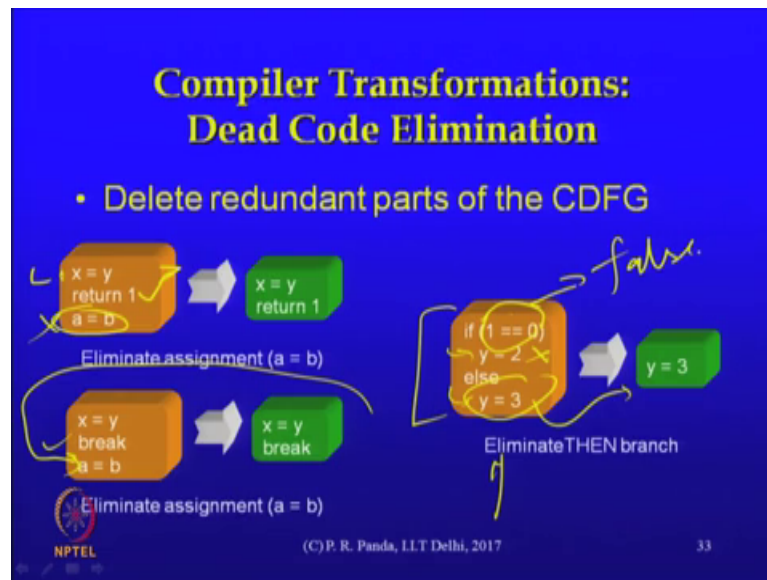 Compiler Transformations:
Dead Code Elimination
• Delete redundant parts of the CDFG
x = y
return 1
a = b
x = y
return 1
Eliminate assignment (a = b)
x = y
break
a = b
x = y
break
Eliminate assignment (a = b)
false.
if (1 == 0)
y = 2
else
y = 3
y = 3
EliminateTHEN branch
NPTEL
(C) P. R. Panda, I.I.T Delhi, 2017
33